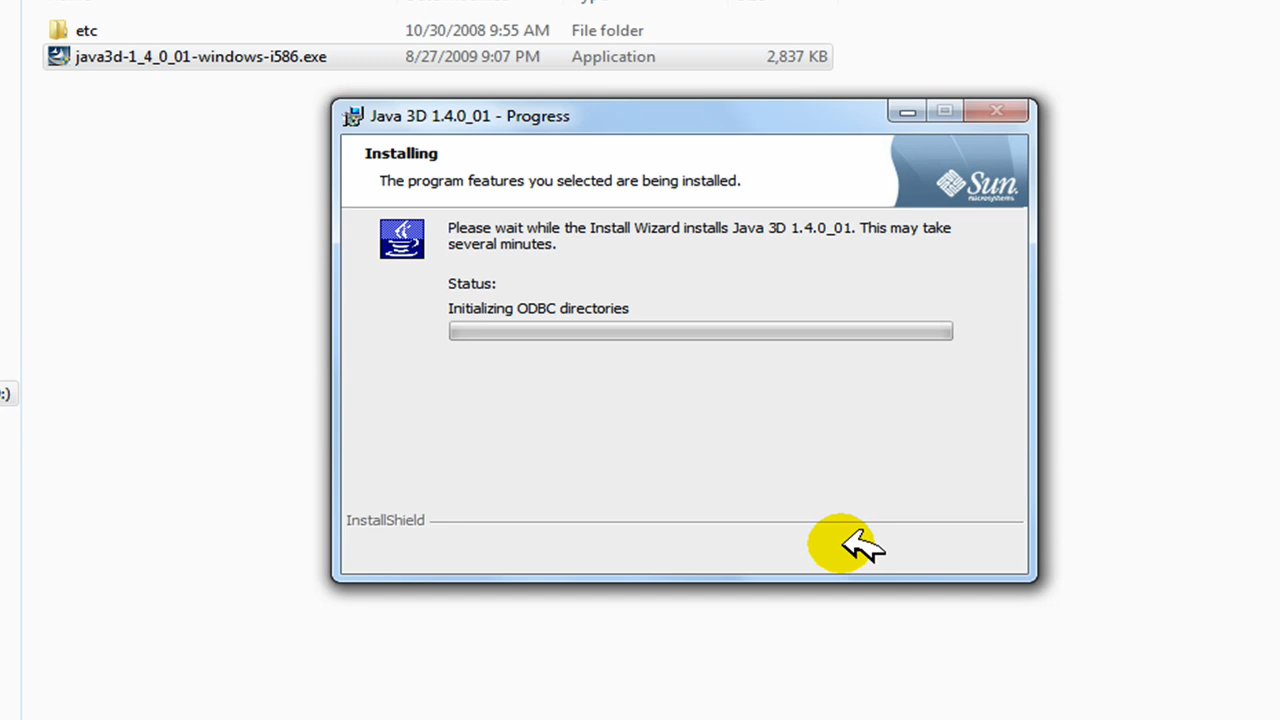 etc 10/30/2008 9:55 AM File folder
java3d-1_4_0_01-windows-i586.exe 8/27/2009 9:07 PM Application 2,837 KB
Java 3D 1.4.0_01 - Progress
Installing
The program features you selected are being installed.
Sun
microsystems
Please wait while the Install Wizard installs Java 3D 1.4.0_01. This may take
several minutes.
Status:
Initializing ODBC directories
:)
InstallShield